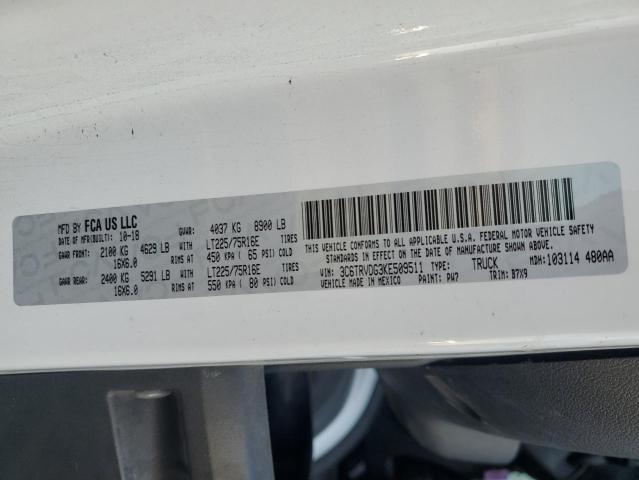 MFD BY FCA US LLC GVWR: 4037 KG 8900 LB
DATE OF MFR(BUILT): 10-18
GAWR FRONT: 2100 KG 4629 LB WITH LT225/75R16E TIRES
16X6.0 RIMS AT 450 KPA ( 65 PSI) COLD
GAWR REAR: 2400 KG 5291 LB WITH LT225/75R16E TIRES
16X6.0 RIMS AT 550 KPA ( 80 PSI) COLD
THIS VEHICLE CONFORMS TO ALL APPLICABLE U.S.A. FEDERAL MOTOR VEHICLE SAFETY
STANDARDS IN EFFECT ON THE DATE OF MANUFACTURE SHOWN ABOVE.
VIN: 3C6TRVDG3KE509511 TYPE: TRUCK MDH: 103114 480AA
VEHICLE MADE IN MEXICO PAINT: PW7 TRIM: B7X9